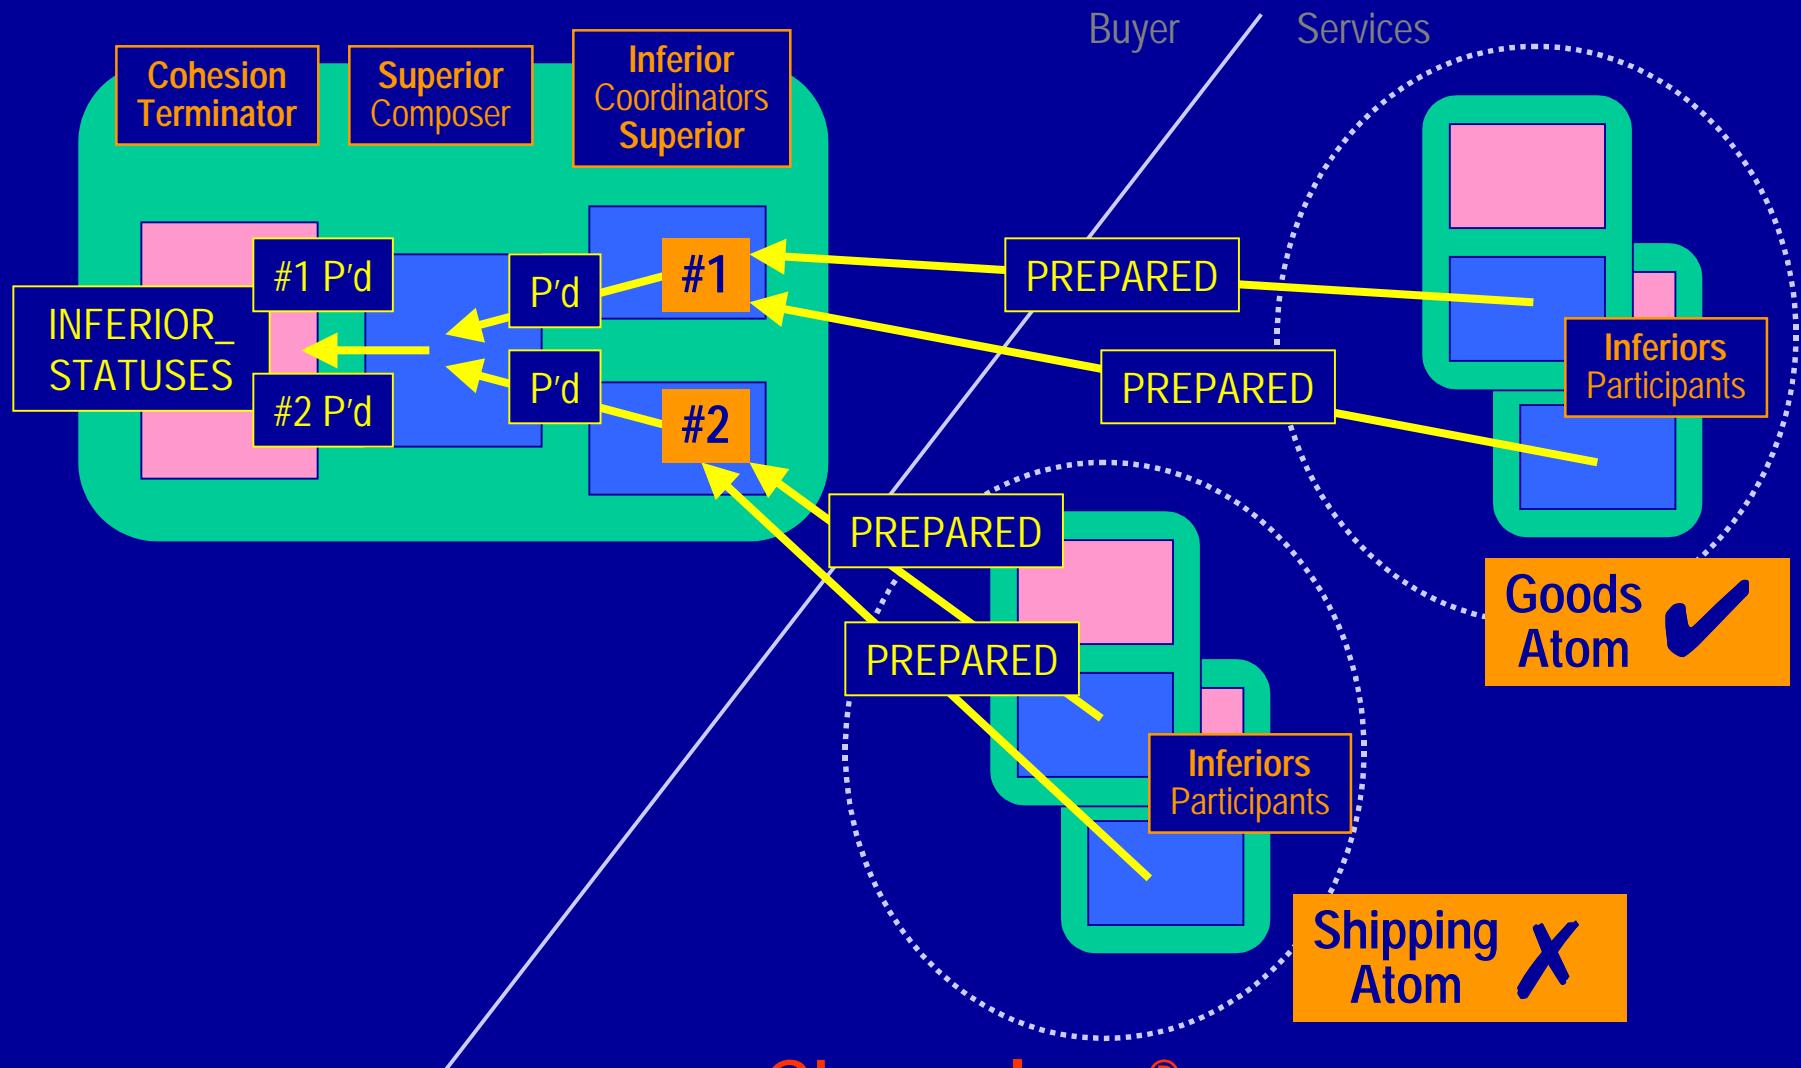 Buyer
Services
Cohesion
Terminator
Superior
Composer
Inferior
Coordinators
Superior
#1 P'd
INFERIOR_
STATUSES
#2 P'd
P'd
P'd
#1
#2
PREPARED
PREPARED
PREPARED
PREPARED
Inferiors
Participants
Goods
Atom ✔
Inferiors
Participants
Shipping
Atom ✗